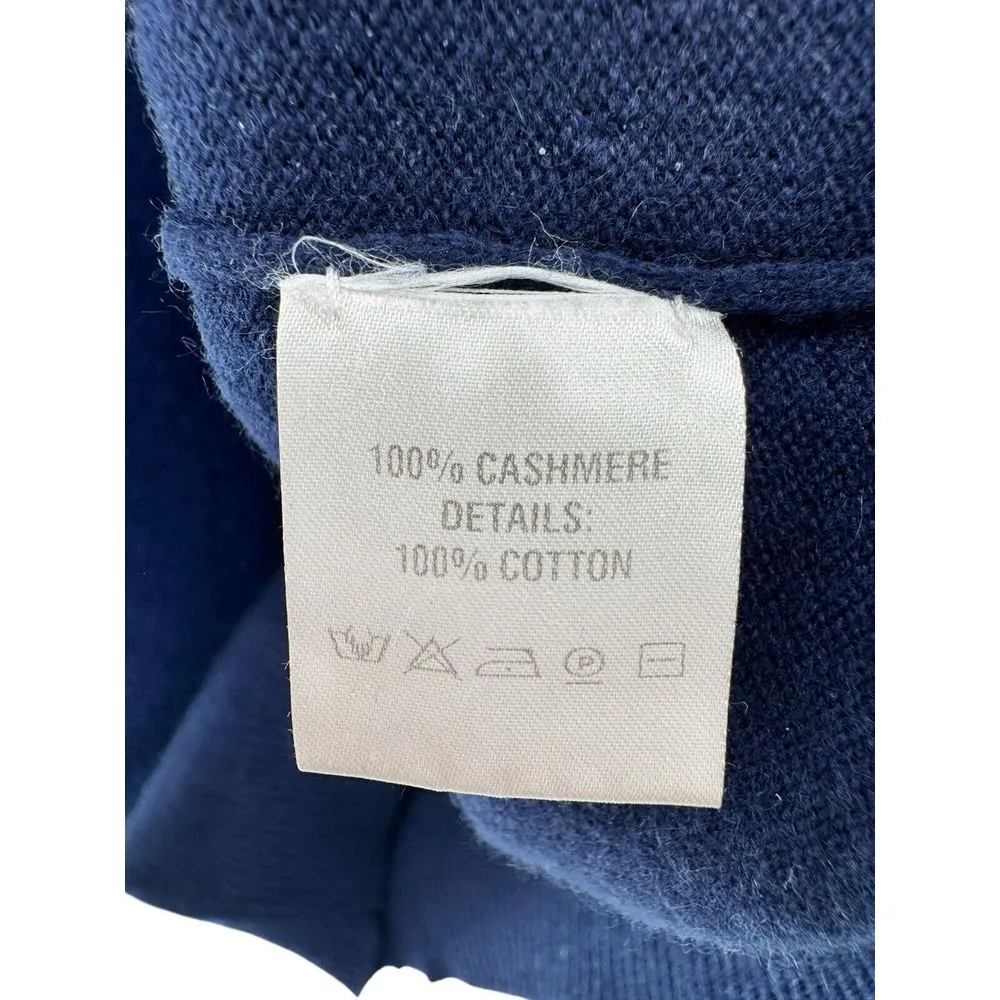 100% CASHMERE
DETAILS:
100% COTTON
P